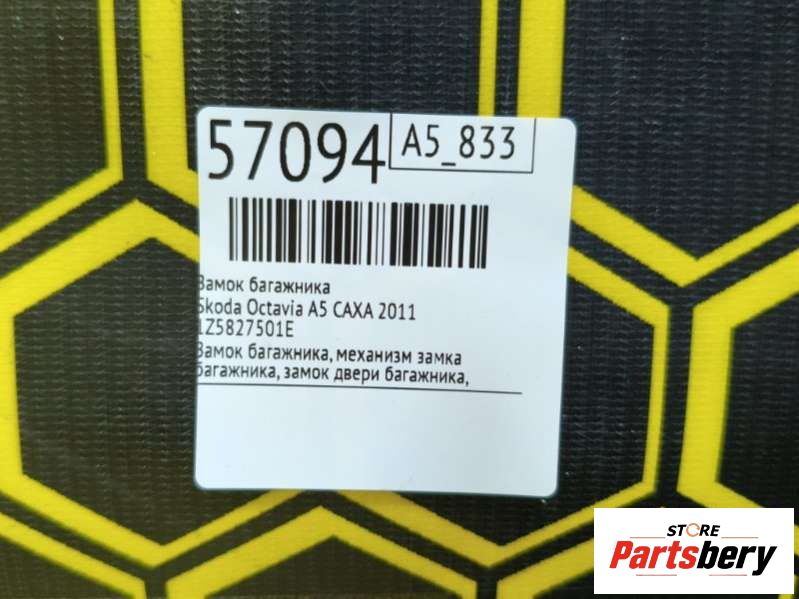 57094
A5_833
Замок багажника
Skoda Octavia A5 CAXA 2011
1Z5827501E
Замок багажника, механизм замка
багажника, замок двери багажника,
STORE
Partsbery